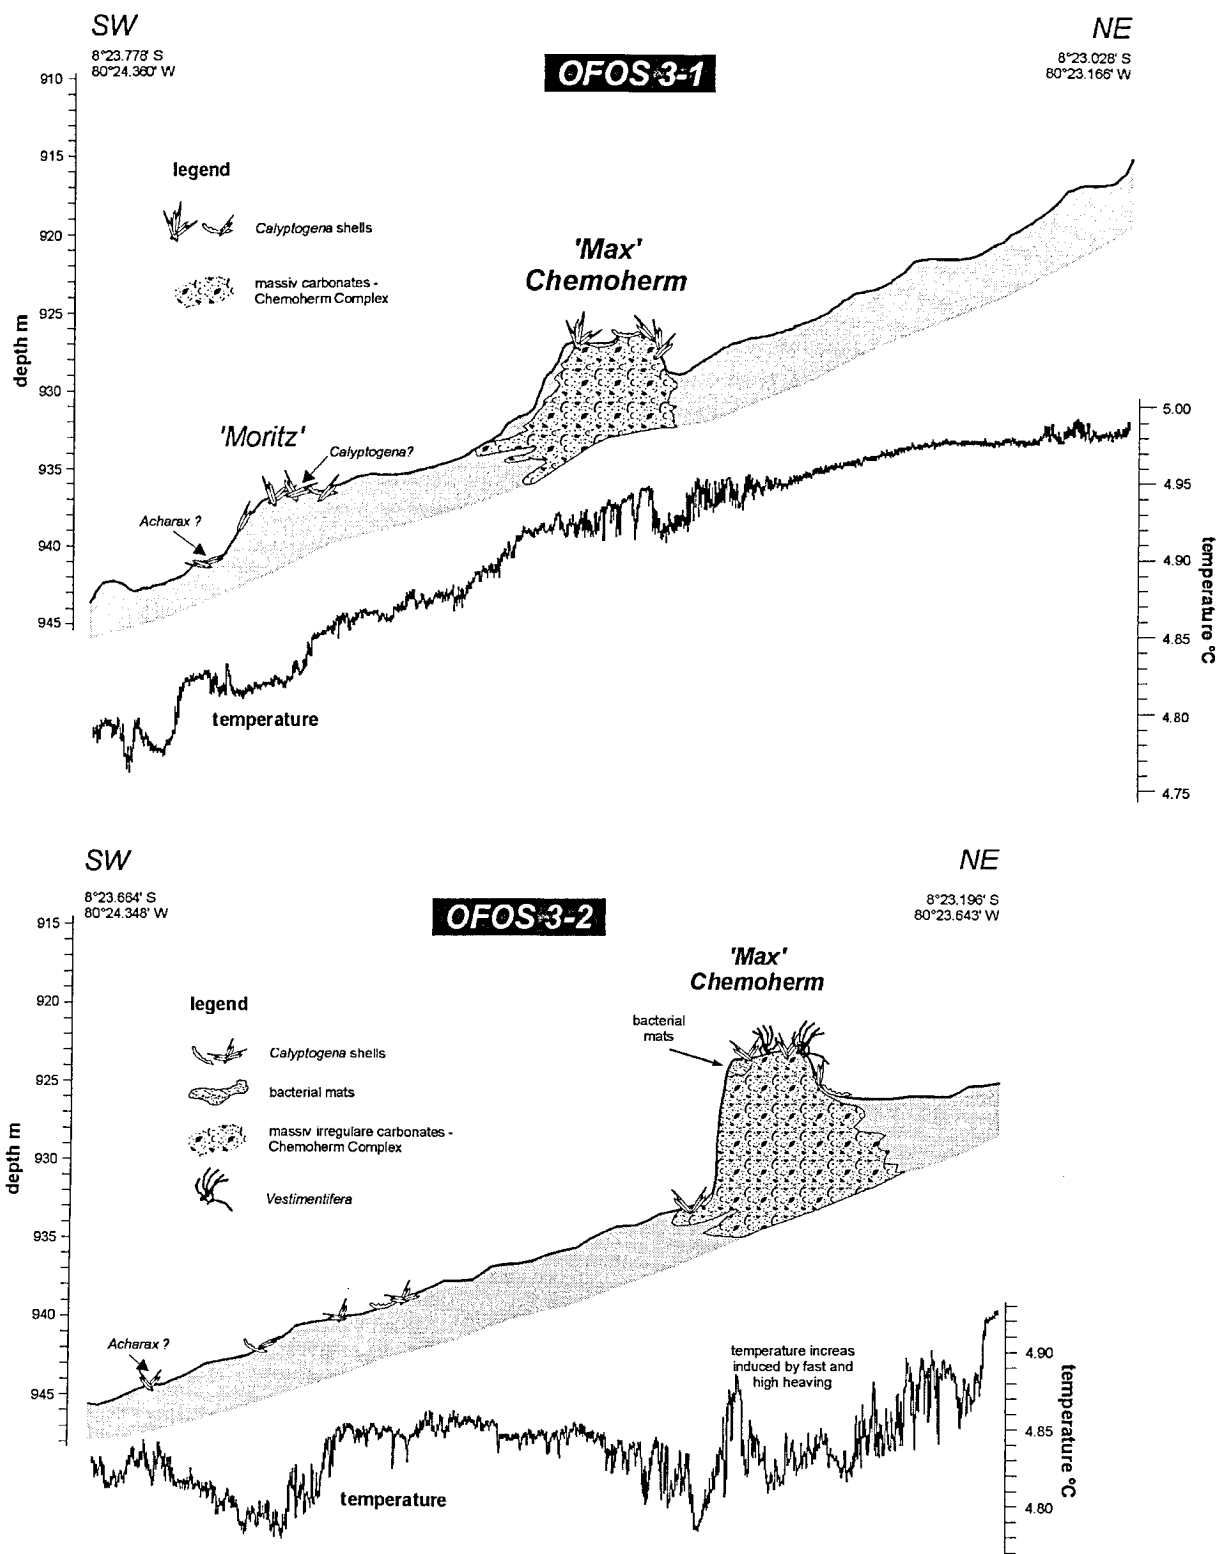 SW
8°23.778' S
80°24.360' W
NE
8°23.028' S
80°23.166' W
OFOS 3-1
910
915
920
925
930
935
940
945
depth m
legend
Calyptogena shells
massiv carbonates -
Chemoherm Complex
'Max'
Chemoherm
'Moritz'
Calyptogena?
Acharax ?
temperature
5.00
4.95
4.90
4.85
4.80
4.75
temperature °C
SW
8°23.664' S
80°24.348' W
NE
8°23.196' S
80°23.643' W
OFOS 3-2
915
920
925
930
935
940
945
depth m
legend
Calyptogena shells
bacterial mats
massiv irregulare carbonates -
Chemoherm Complex
Vestimentifera
'Max'
Chemoherm
bacterial
mats
Acharax ?
temperature increas
induced by fast and
high heaving
temperature
4.90
4.85
4.80
temperature °C